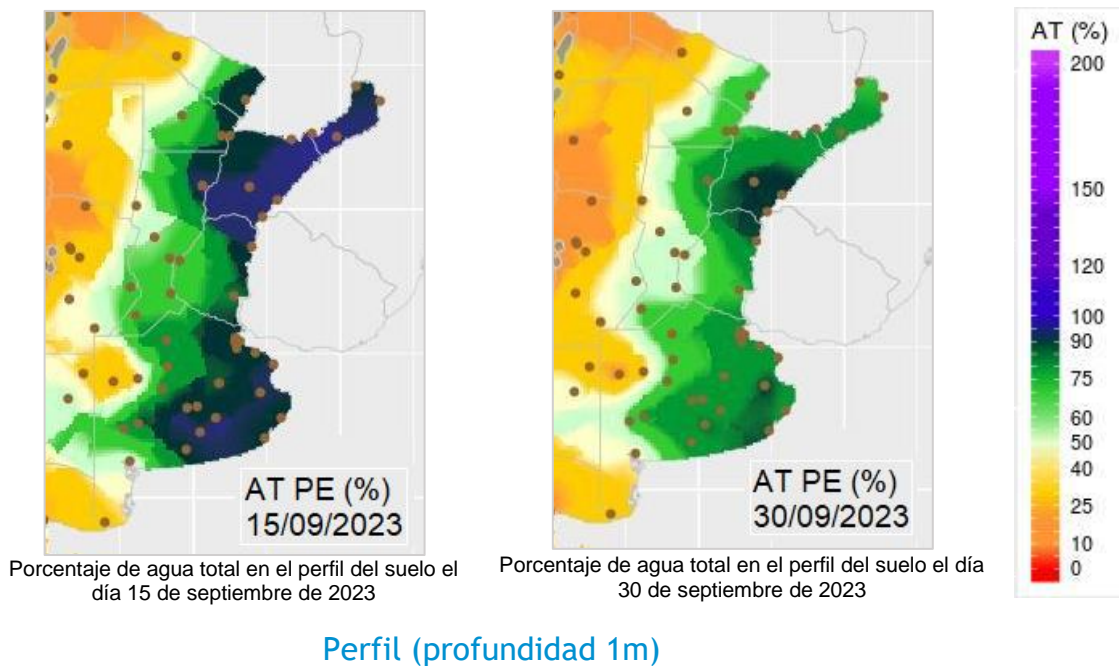 AT PE (%)
15/09/2023
Porcentaje de agua total en el perfil del suelo el
día 15 de septiembre de 2023
AT PE (%)
30/09/2023
Porcentaje de agua total en el perfil del suelo el día
30 de septiembre de 2023
AT (%)
200
150
120
100
90
75
60
50
40
25
10
0
Perfil (profundidad 1m)